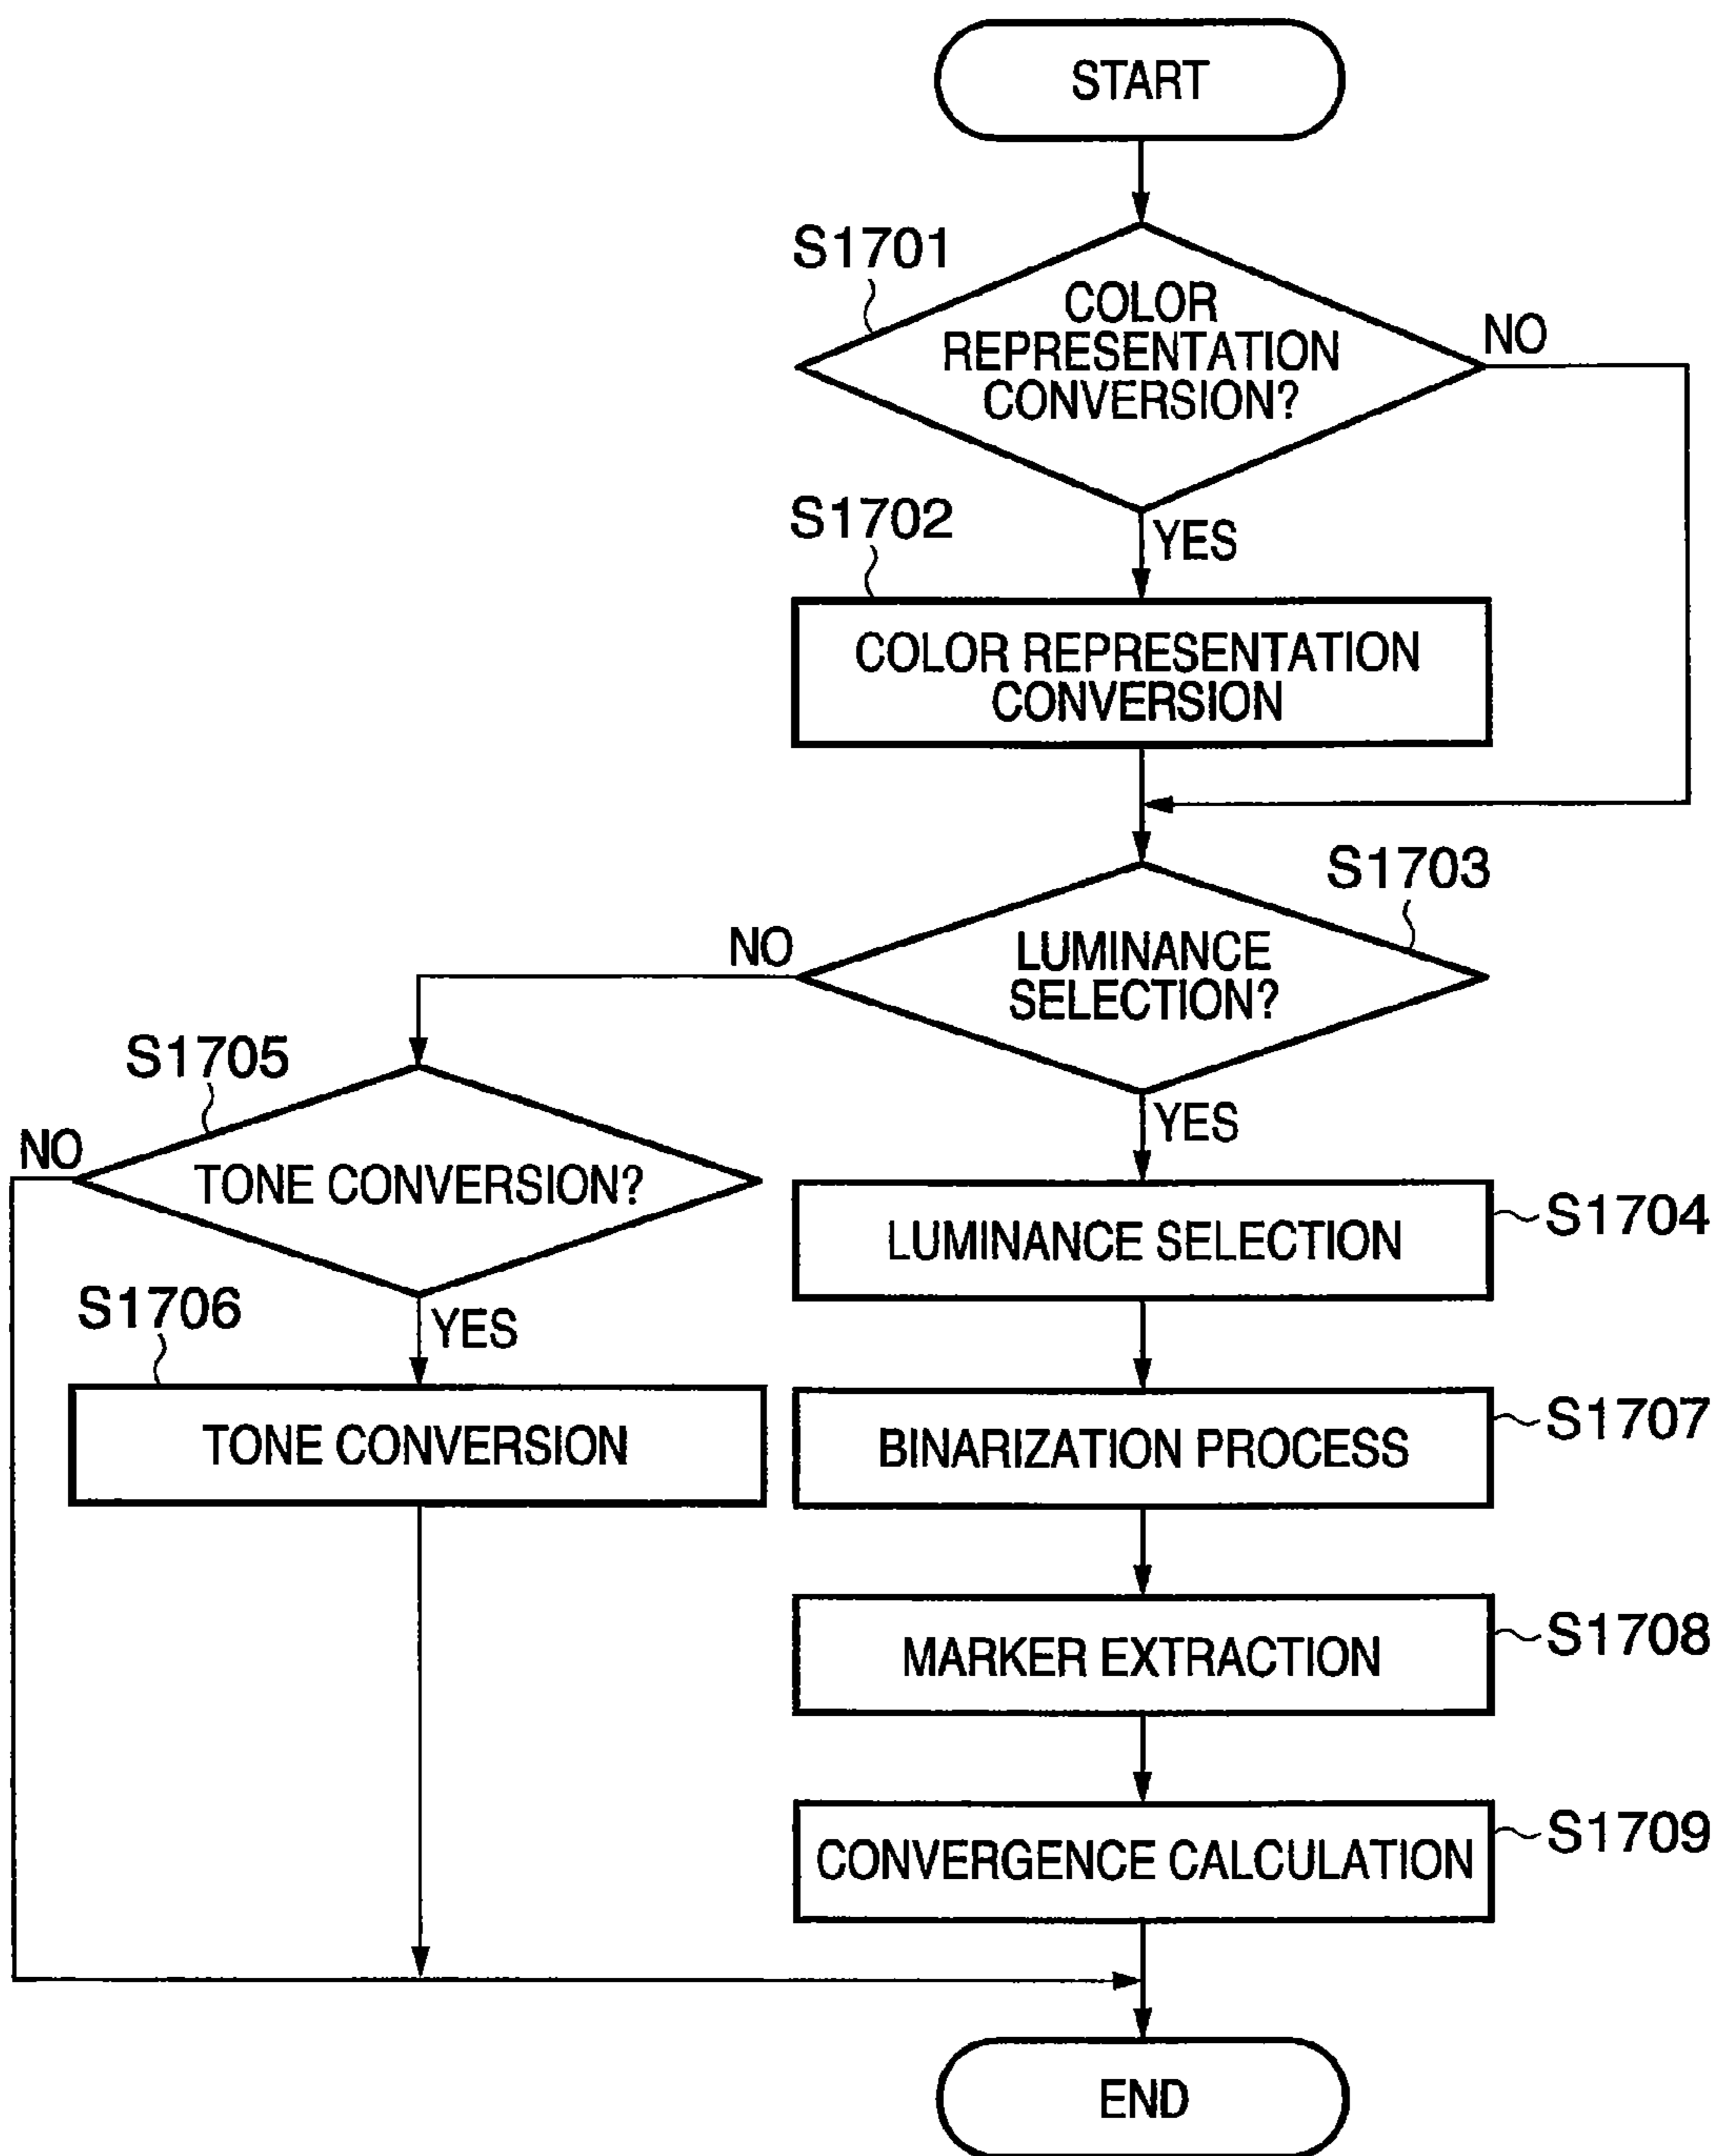 START
S1701
COLOR
REPRESENTATION
CONVERSION?
NO
S1702
YES
COLOR REPRESENTATION
CONVERSION
S1703
NO
LUMINANCE
SELECTION?
S1705
YES
NO
TONE CONVERSION?
S1704
LUMINANCE SELECTION
S1706
YES
TONE CONVERSION
S1707
BINARIZATION PROCESS
S1708
MARKER EXTRACTION
S1709
CONVERGENCE CALCULATION
END